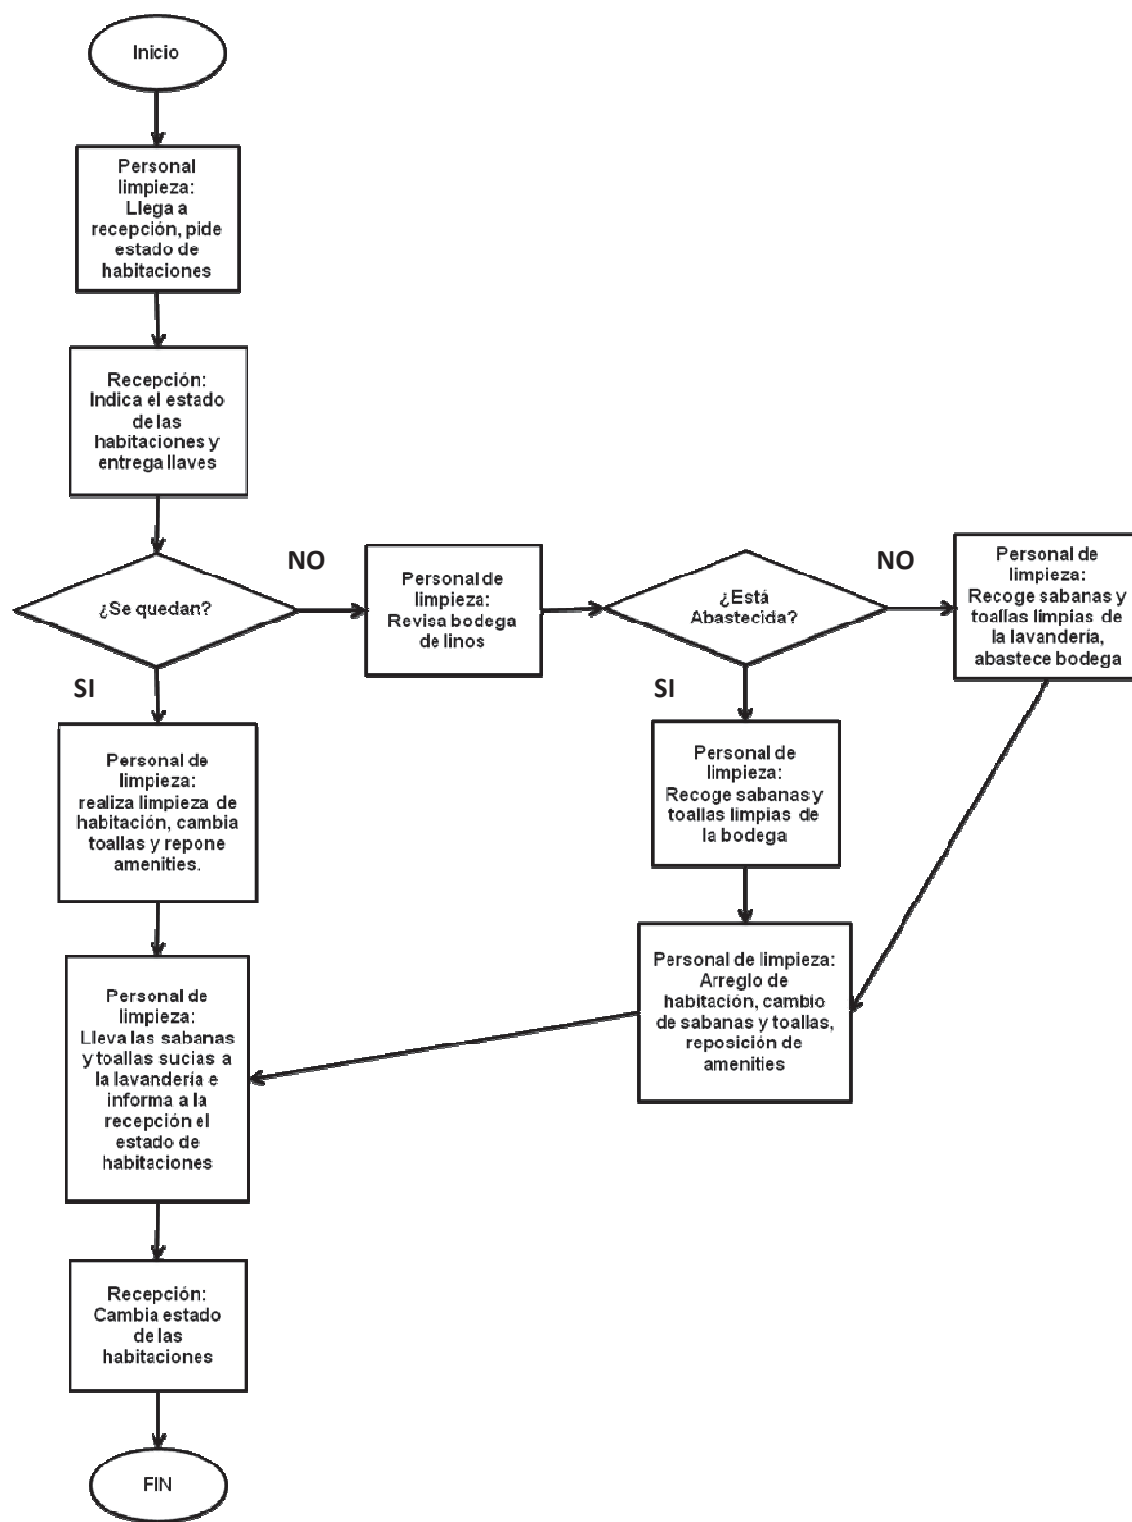 Inicio
Personal
limpieza:
Llega a
recepción, pide
estado de
habitaciones
Recepción:
Indica el estado
de las
habitaciones y
entrega llaves
¿Se quedan?
NO
Personal de
limpieza:
Revisa bodega
de linos
¿Está
Abastecida?
NO
Personal de
limpieza:
Recoge sabanas y
toallas limpias de
la lavandería,
abastece bodega
SI
Personal de
limpieza:
realiza limpieza de
habitación, cambia
toallas y repone
amenities.
SI
Personal de
limpieza:
Recoge sabanas y
toallas limpias de
la bodega
Personal de limpieza:
Arreglo de
habitación, cambio
de sabanas y toallas,
reposición de
amenities
Personal de
limpieza:
Lleva las sabanas
y toallas sucias a
la lavandería e
informa a la
recepción el
estado de
habitaciones
Recepción:
Cambia estado
de las
habitaciones
FIN